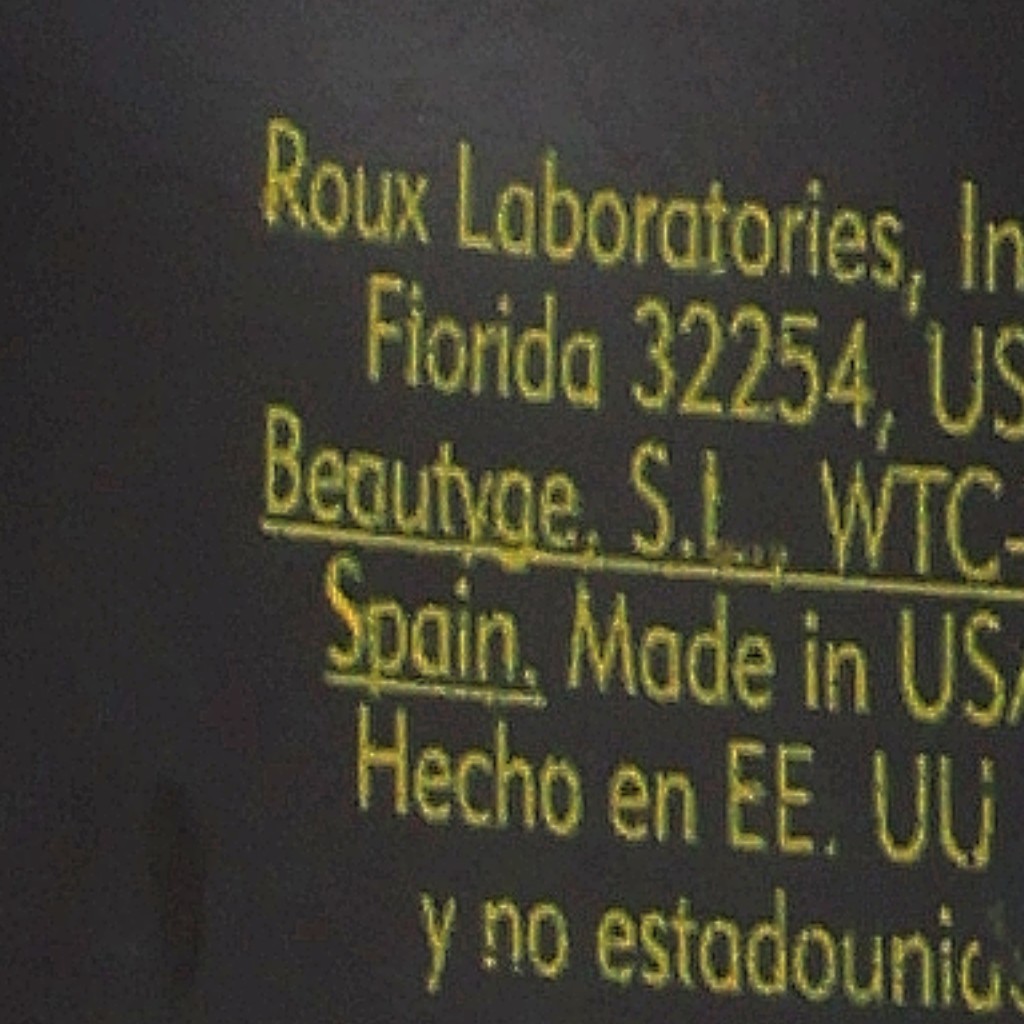 Roux Laboratories, In
Florida 32254, US
Beautyge, S.L., WTC-
Spain. Made in USA
Hecho en EE. UU
y no estadounid